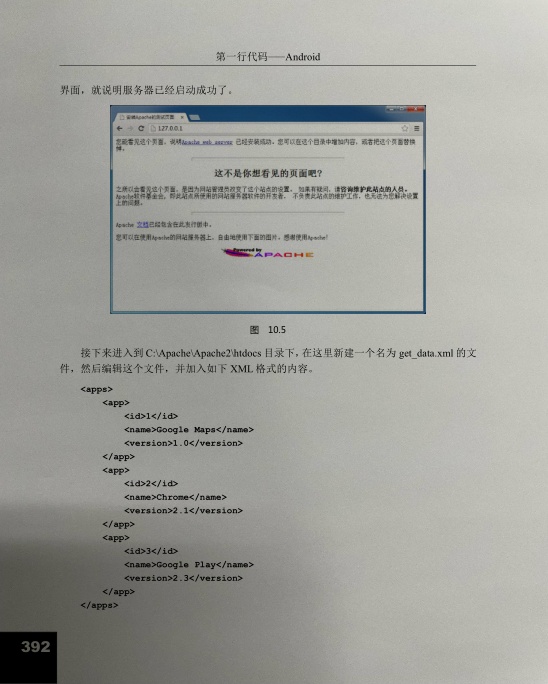 第一行代码——Android
界面，就说明服务器已经启动成功了。
安装Apache的测试页面
127.0.0.1
您能看见这个页面，说明Apache web server 已经安装成功。您可以在这个目录中增加内容，或者把这个页面替换
掉。
这不是你想看见的页面吧?
之所以会看见这个页面，是因为网站管理员改变了这个站点的设置。 如果有疑问，请咨询维护此站点的人员。
Apache软件基金会，即此站点所使用的网站服务器软件的开发者， 不负责此站点的维护工作，也无法为您解决设置
上的问题。
Apache 文档已经包含在此发行版中。
您可以在使用Apache的网站服务器上，自由地使用下面的图片。感谢使用Apache!
Powered by
APACHE
图 10.5
接下来进入到 C:\Apache\Apache2\htdocs 目录下，在这里新建一个名为 get_data.xml 的文
件，然后编辑这个文件，并加入如下 XML 格式的内容。
<apps>
<app>
<id>1</id>
<name>Google Maps</name>
<version>1.0</version>
</app>
<app>
<id>2</id>
<name>Chrome</name>
<version>2.1</version>
</app>
<app>
<id>3</id>
<name>Google Play</name>
<version>2.3</version>
</app>
</apps>
392